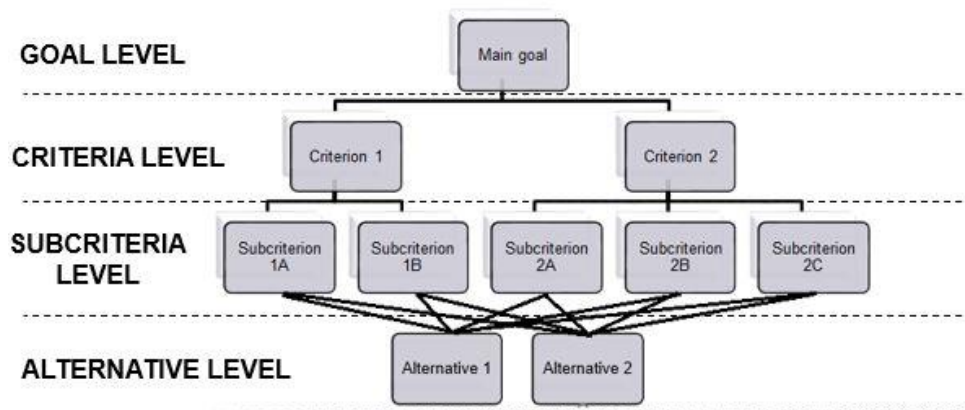 GOAL LEVEL
Main goal
CRITERIA LEVEL
Criterion 1
Criterion 2
SUBCRITERIA
LEVEL
Subcriterion
1A
Subcriterion
1B
Subcriterion
2A
Subcriterion
2B
Subcriterion
2C
ALTERNATIVE LEVEL
Alternative 1
Alternative 2